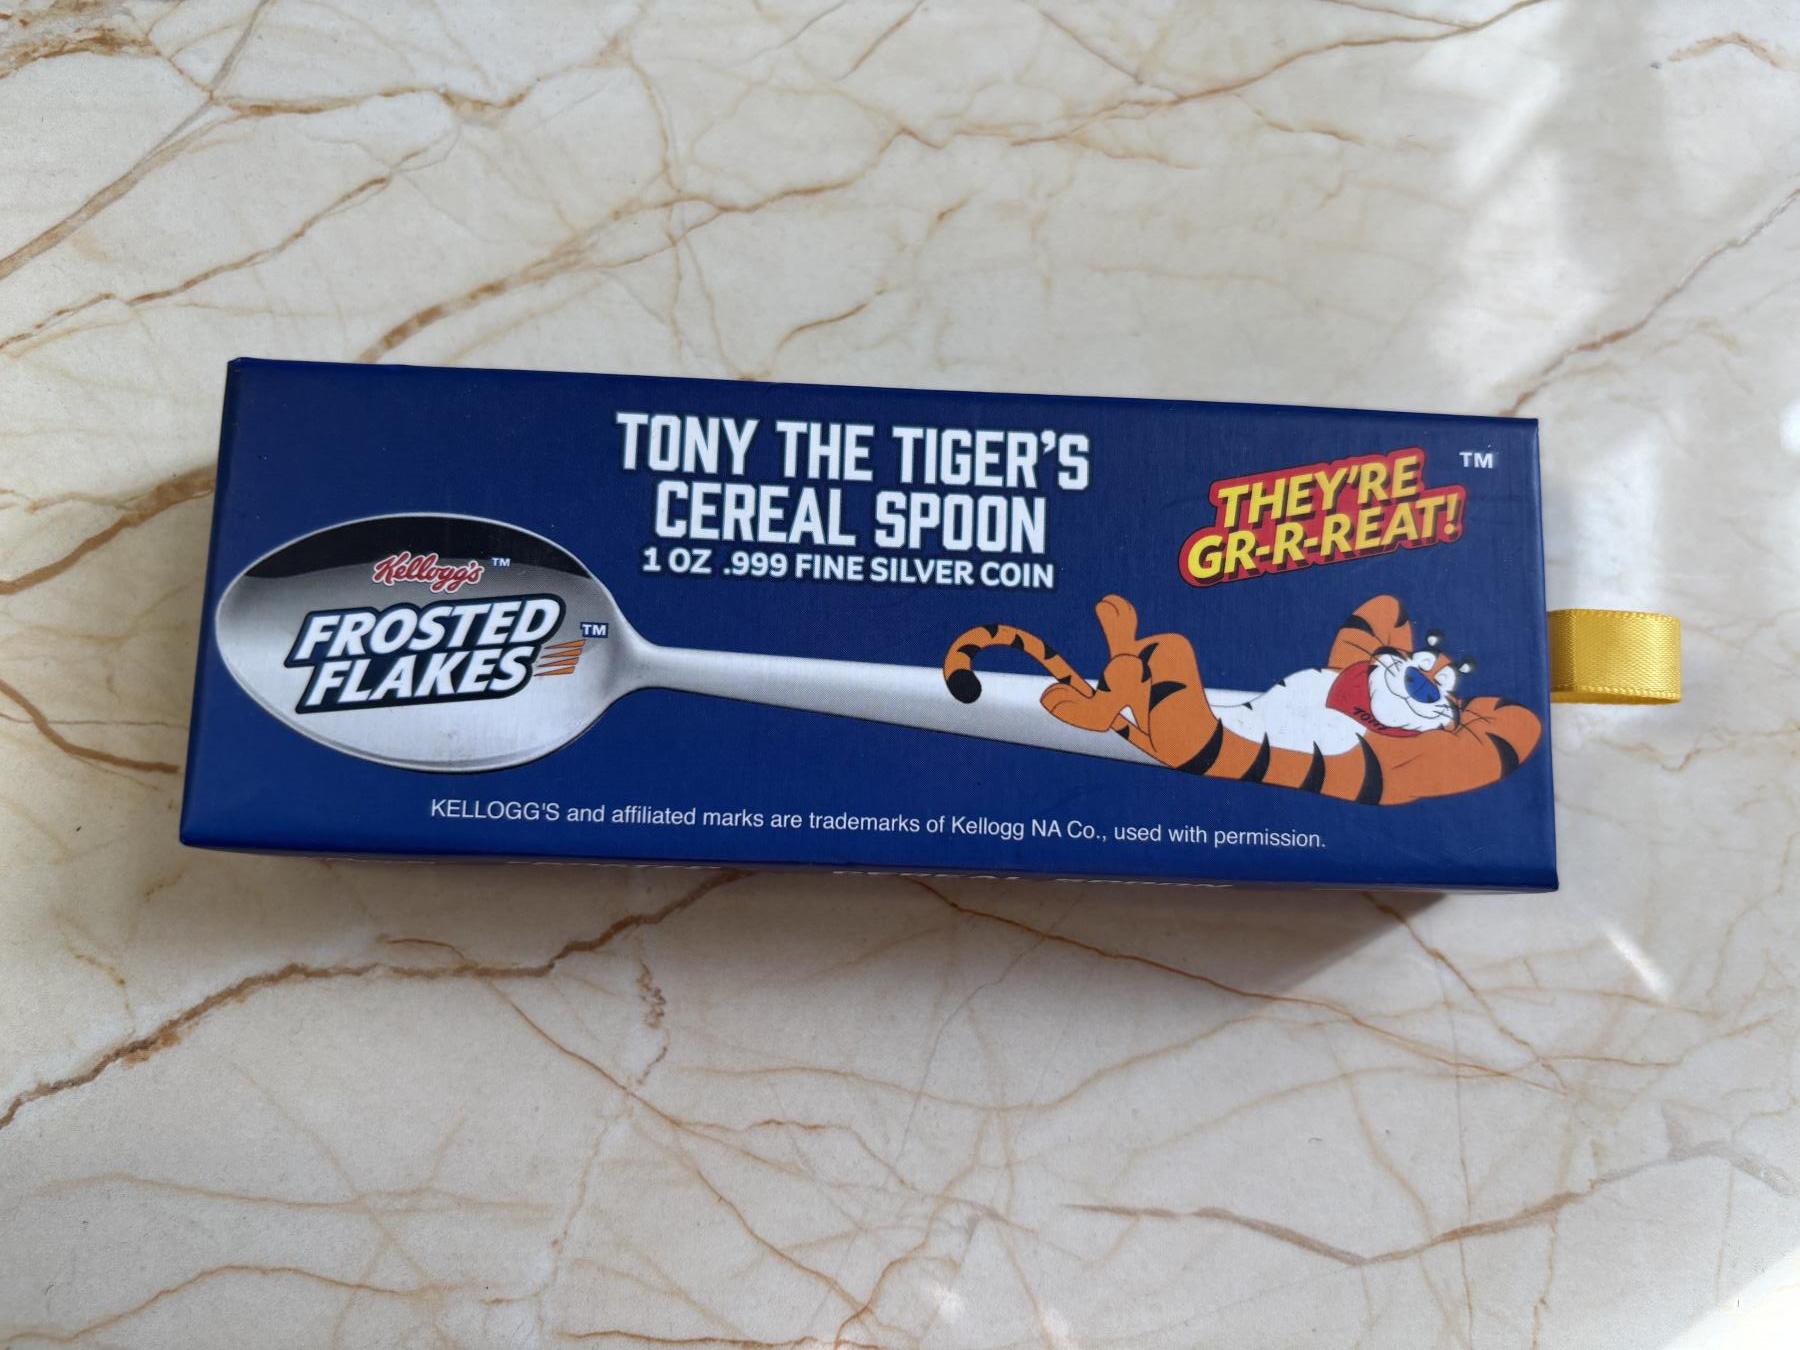 TONY THE TIGER'S
CEREAL SPOON
1 OZ .999 FINE SILVER COIN
THEY'RE
GR-R-REAT!
TM
Kellogg's TM
FROSTED
FLAKES TM
TONY
KELLOGG'S and affiliated marks are trademarks of Kellogg NA Co., used with permission.